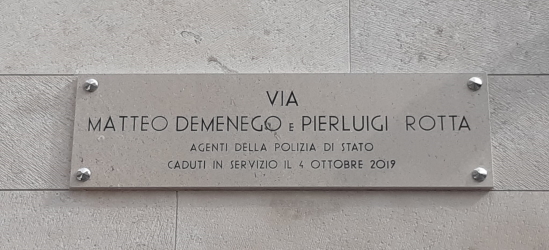 VIA
MATTEO DEMENEGO E PIERLUIGI ROTTA
AGENTI DELLA POLIZIA DI STATO
CADUTI IN SERVIZIO IL 4 OTTOBRE 2019